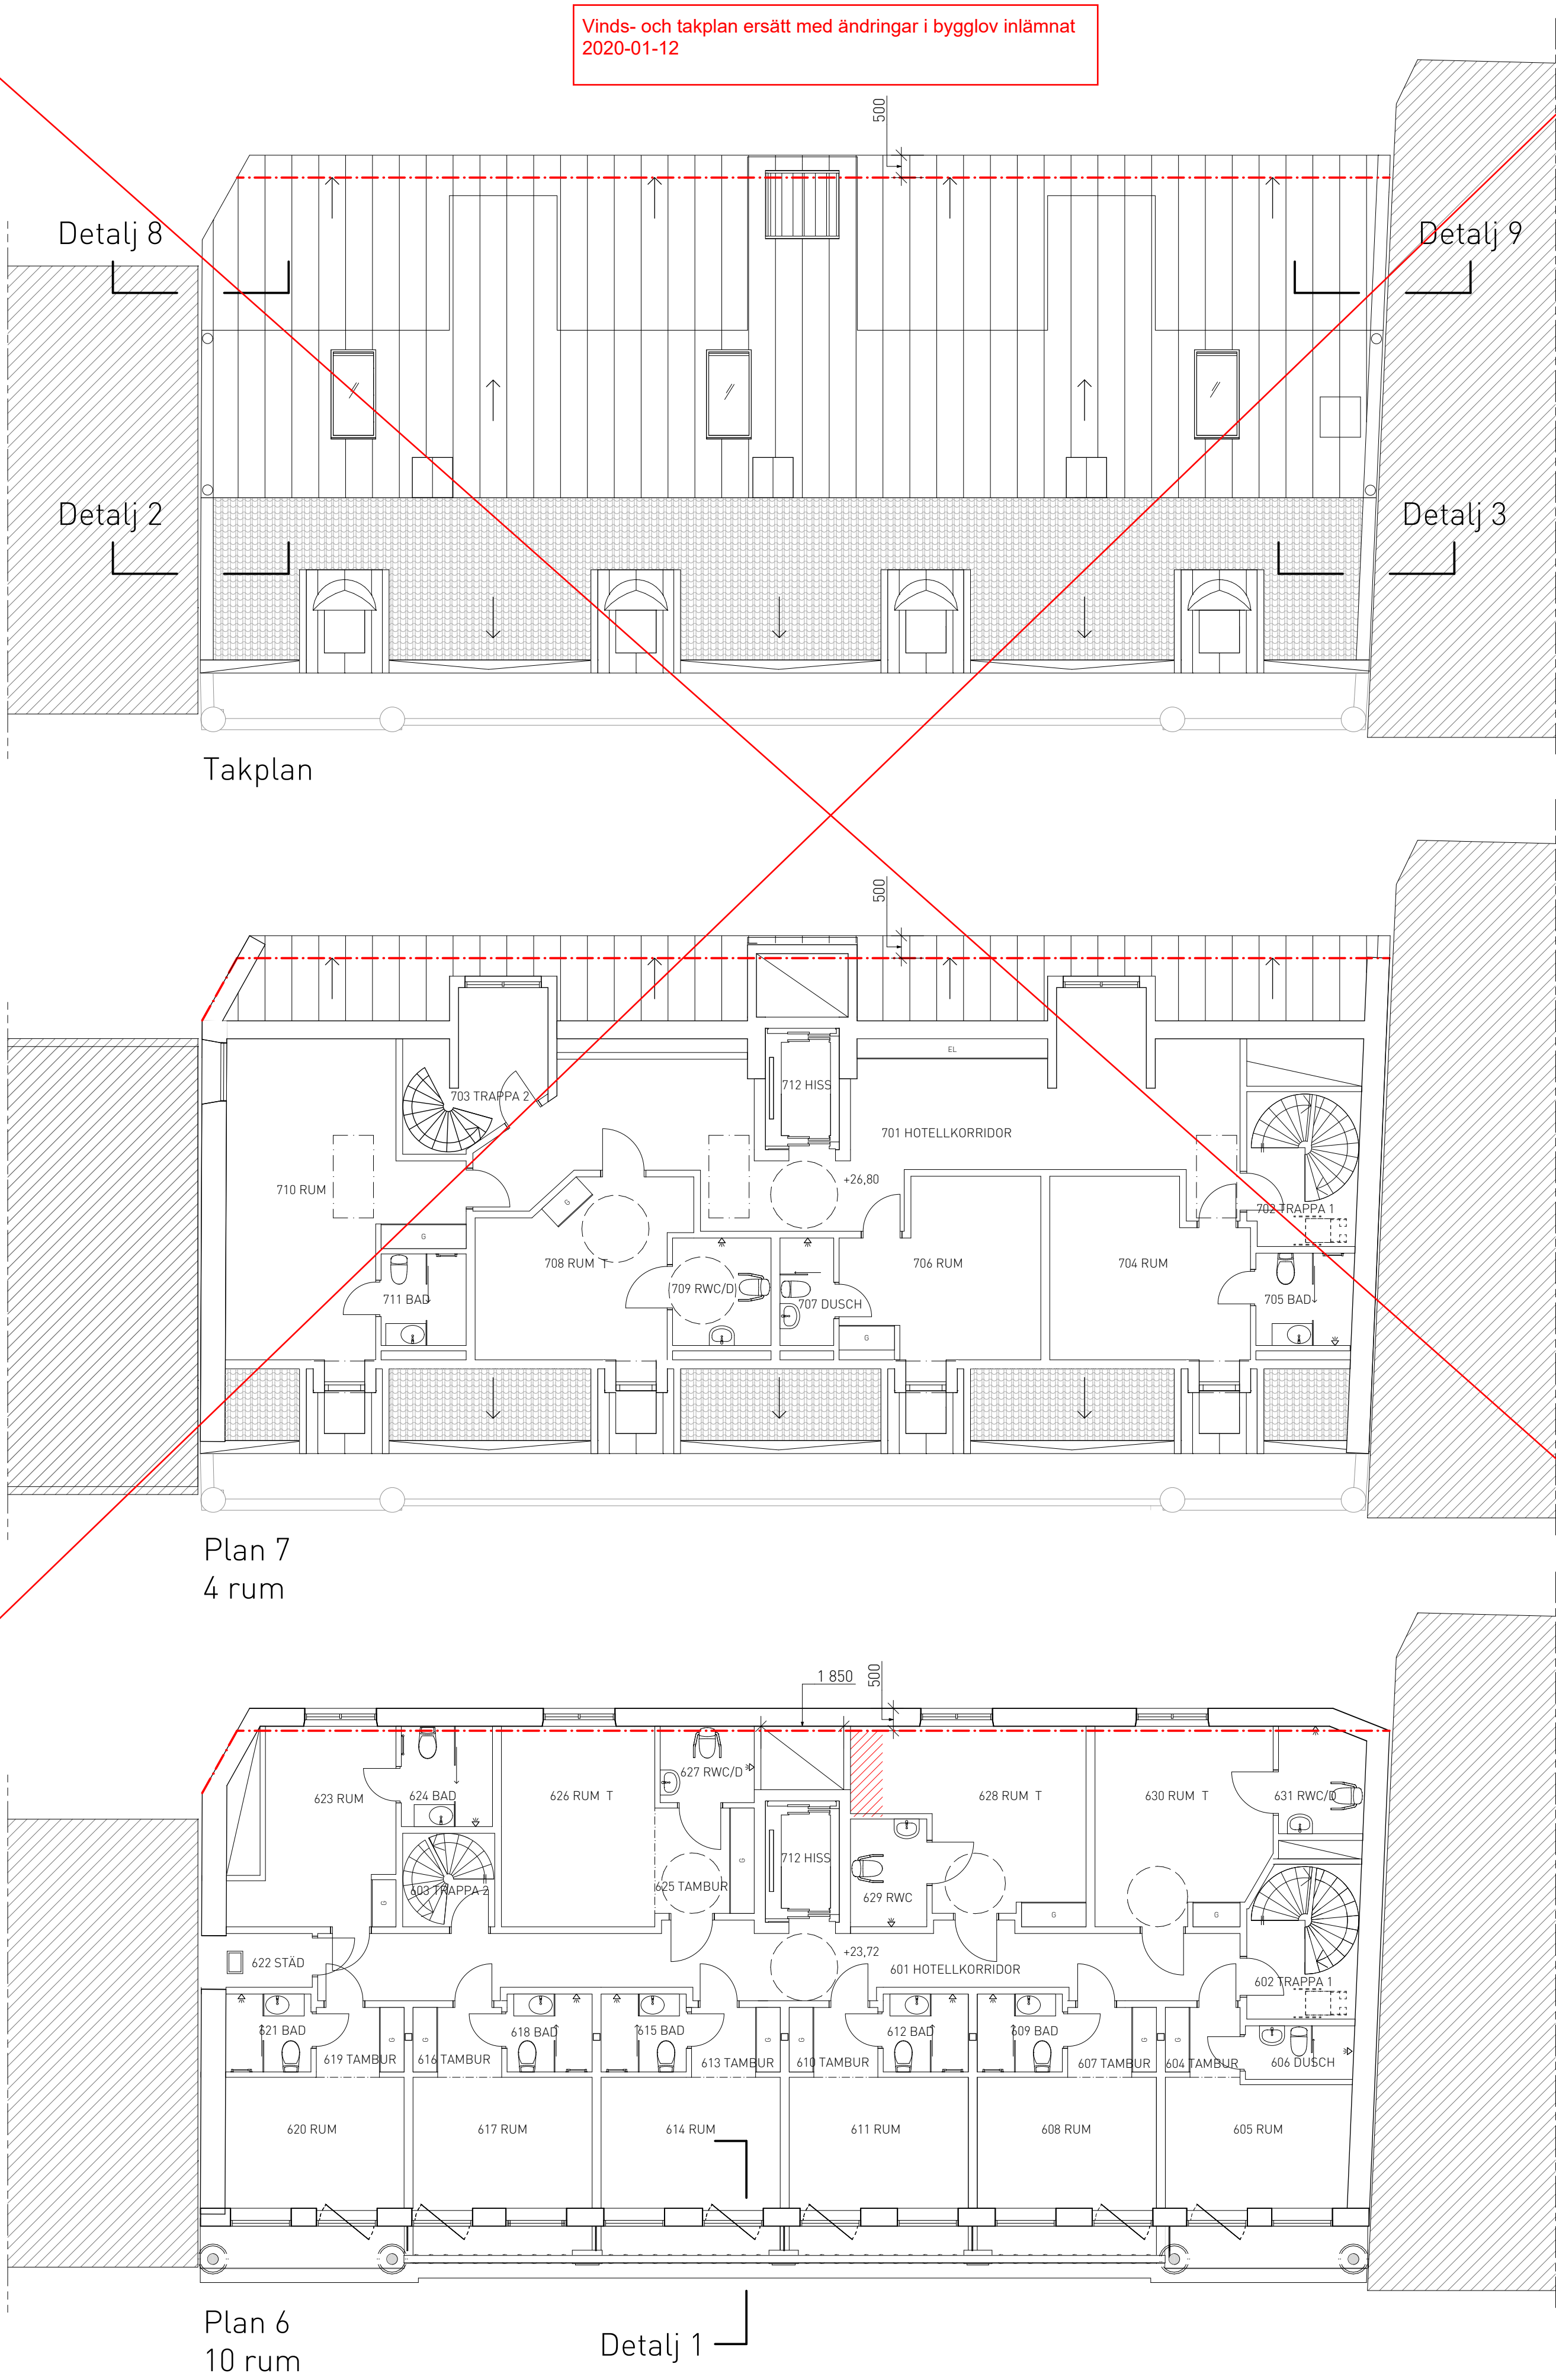 Vinds- och takplan ersätt med ändringar i bygglov inlämnat
2020-01-12
500
Detalj 8
Detalj 9
Detalj 2
Detalj 3
Takplan
500
EL
703 TRAPPA 2
712 HISS
701 HOTELLKORRIDOR
+26,80
710 RUM
G
702 TRAPPA 1
G
708 RUM T
706 RUM
704 RUM
709 RWC/D
711 BAD
707 DUSCH
705 BAD
G
Plan 7
4 rum
1 850
500
627 RWC/D
623 RUM
624 BAD
626 RUM T
628 RUM T
630 RUM T
631 RWC/D
712 HISS
G
603 TRAPPA 2
G
625 TAMBUR
629 RWC
G
G
+23,72
622 STÄD
601 HOTELLKORRIDOR
602 TRAPPA 1
621 BAD
618 BAD
615 BAD
612 BAD
609 BAD
G
G
G
G
G
G
619 TAMBUR
616 TAMBUR
613 TAMBUR
610 TAMBUR
607 TAMBUR
604 TAMBUR
606 DUSCH
620 RUM
617 RUM
614 RUM
611 RUM
608 RUM
605 RUM
Plan 6
10 rum
Detalj 1